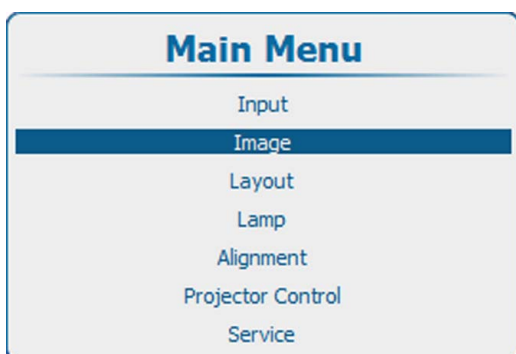 Main Menu
Input
Image
Layout
Lamp
Alignment
Projector Control
Service